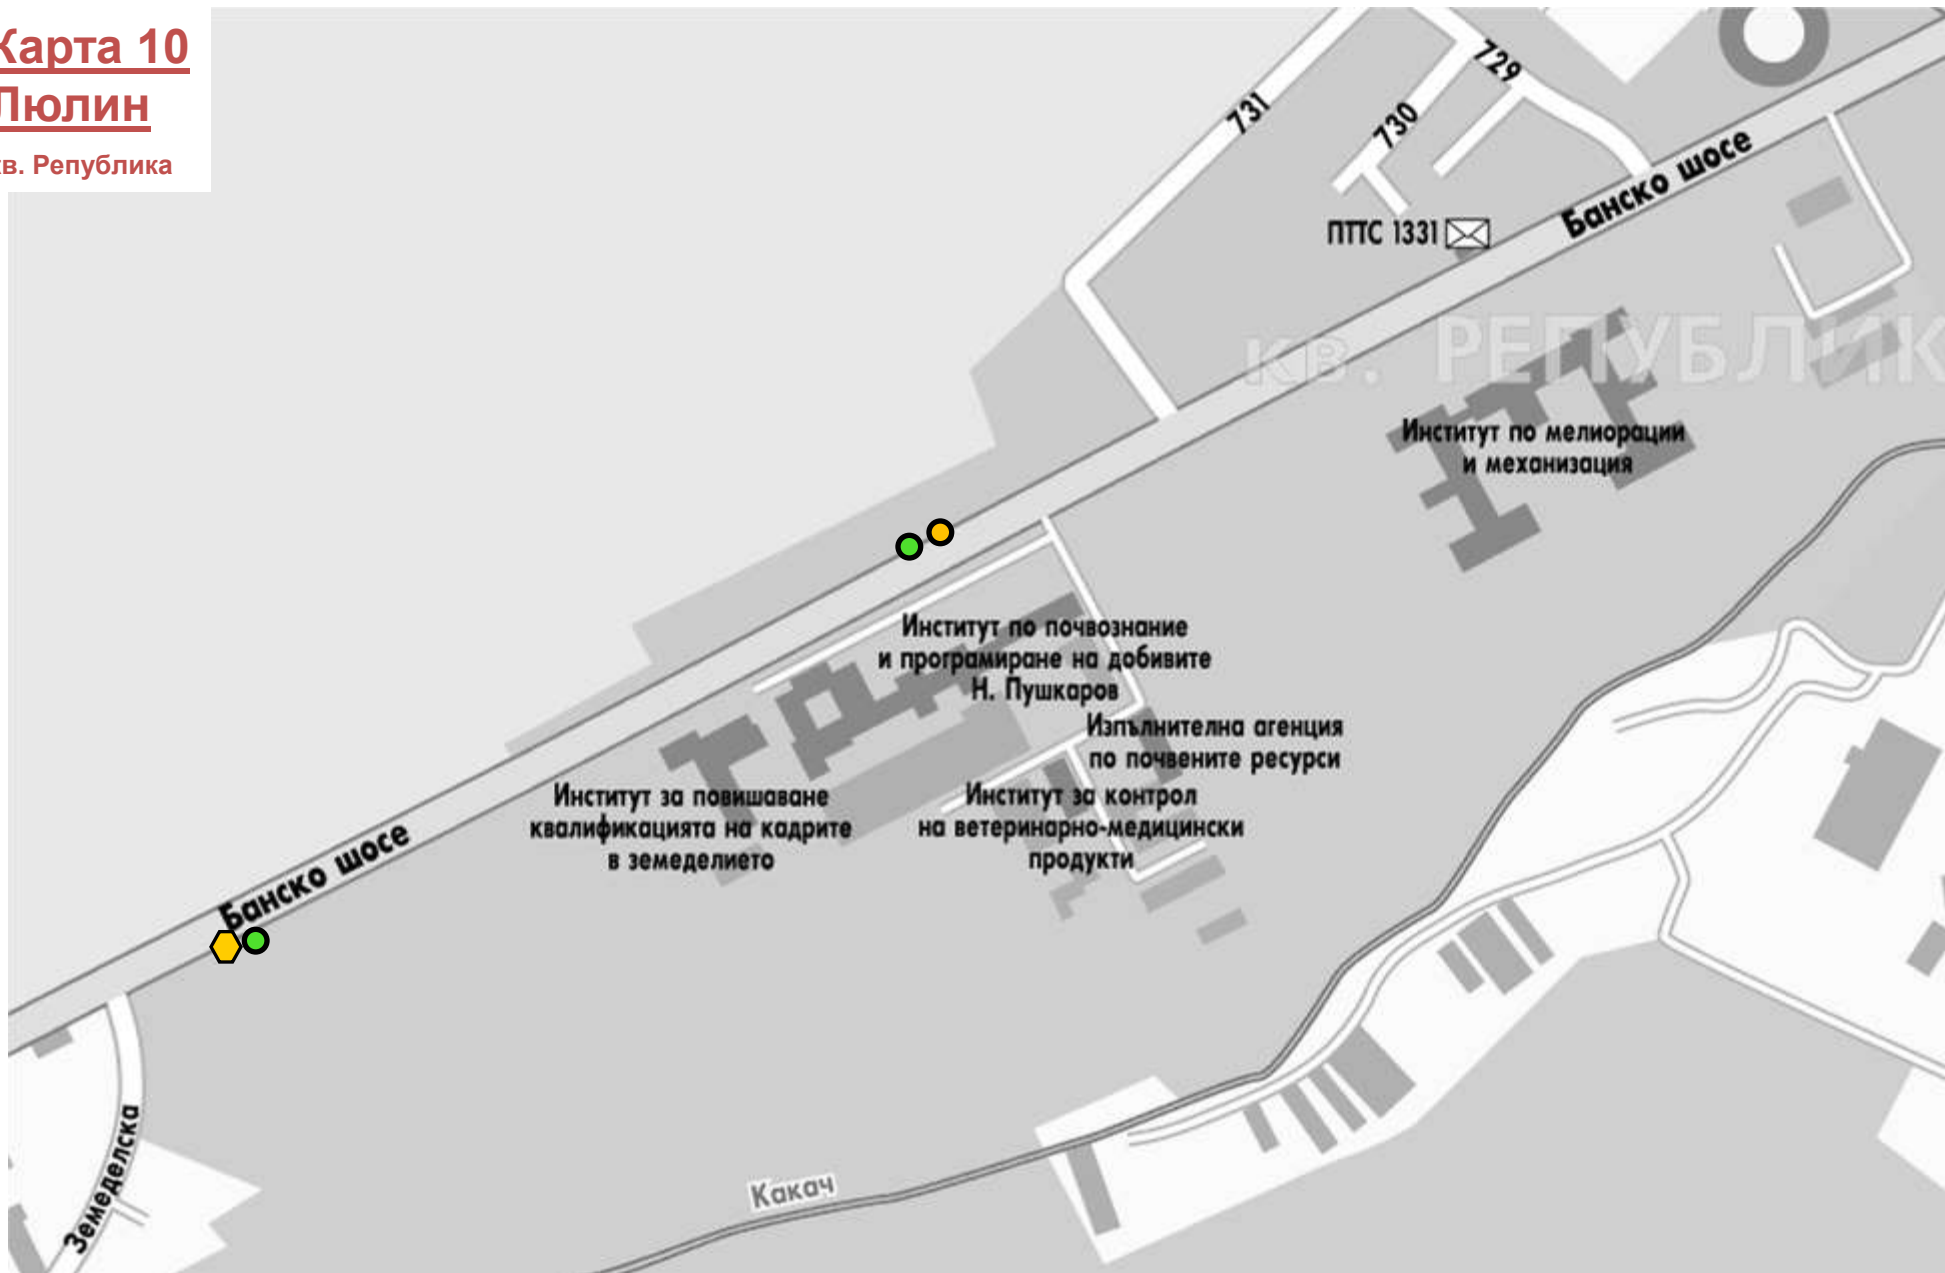 Карта 10
Люлин
кв. Република
731
730
729
Банско шосе
ПТТС 1331
кв. РЕПУБЛИК
Институт по мелиорации
и механизация
Институт по почвознание
и програмиране на добивите
Н. Пушкаров
Изпълнителна агенция
по почвените ресурси
Институт за повишаване
квалификацията на кадрите
в земеделието
Институт за контрол
на ветеринарно-медицински
продукти
Банско шосе
Земеделска
Какач